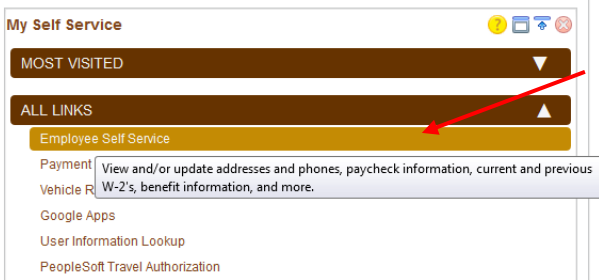 My Self Service
?
MOST VISITED
ALL LINKS
Employee Self Service
Payment
View and/or update addresses and phones, paycheck information, current and previous
W-2's, benefit information, and more.
Vehicle R
Google Apps
User Information Lookup
PeopleSoft Travel Authorization